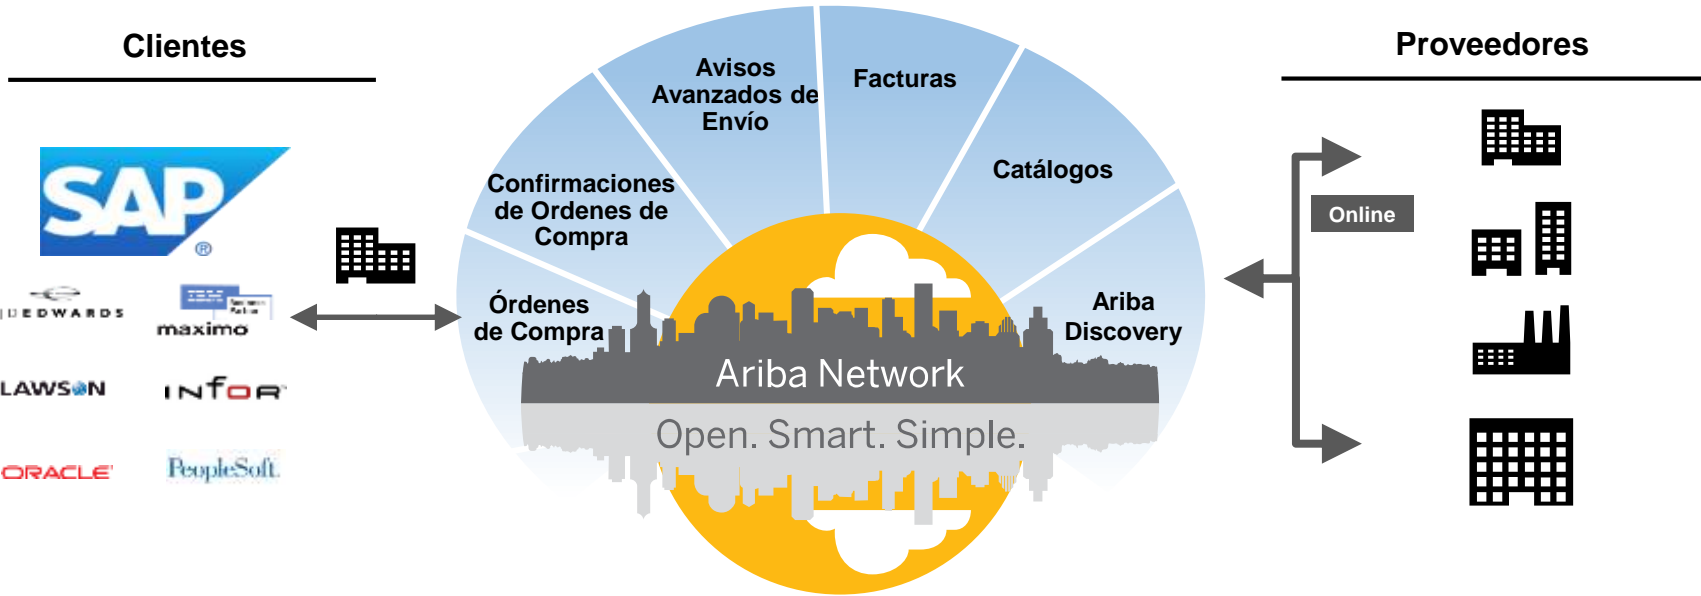 Clientes
Proveedores
Avisos
Avanzados de
Envío
Facturas
Catálogos
Confirmaciones
de Ordenes de
Compra
Órdenes
de Compra
Ariba
Discovery
Online
SAP
®
JDEDWARDS
maximo
LAWSON
INFOR
ORACLE
PeopleSoft.
Ariba Network
Open. Smart. Simple.